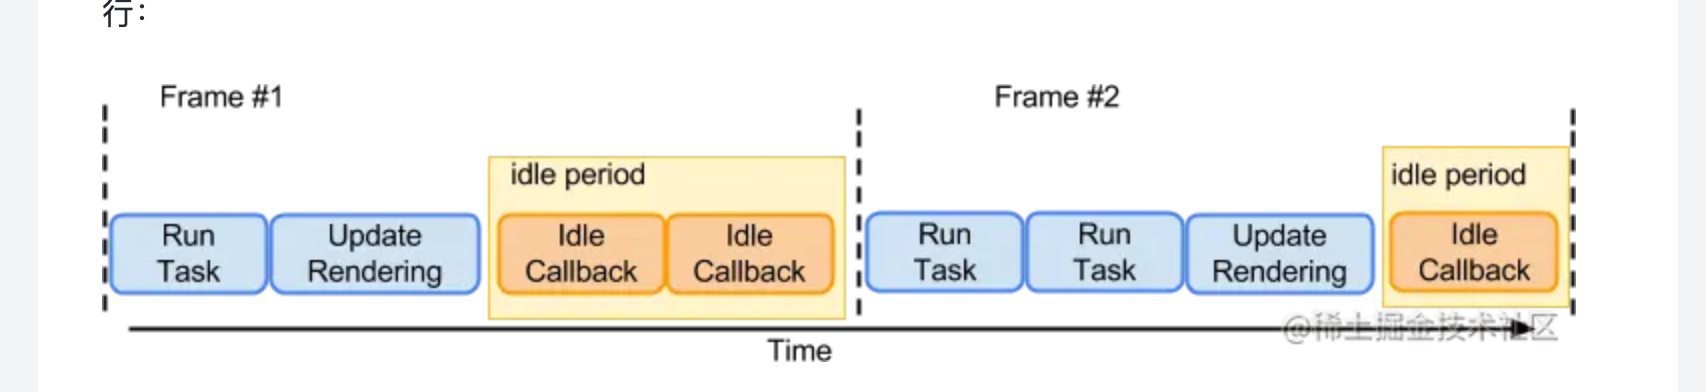 行：
Frame #1
Frame #2
idle period
idle period
Run
Task
Update
Rendering
Idle
Callback
Idle
Callback
Run
Task
Run
Task
Update
Rendering
Idle
Callback
@稀土掘金技术社区
Time